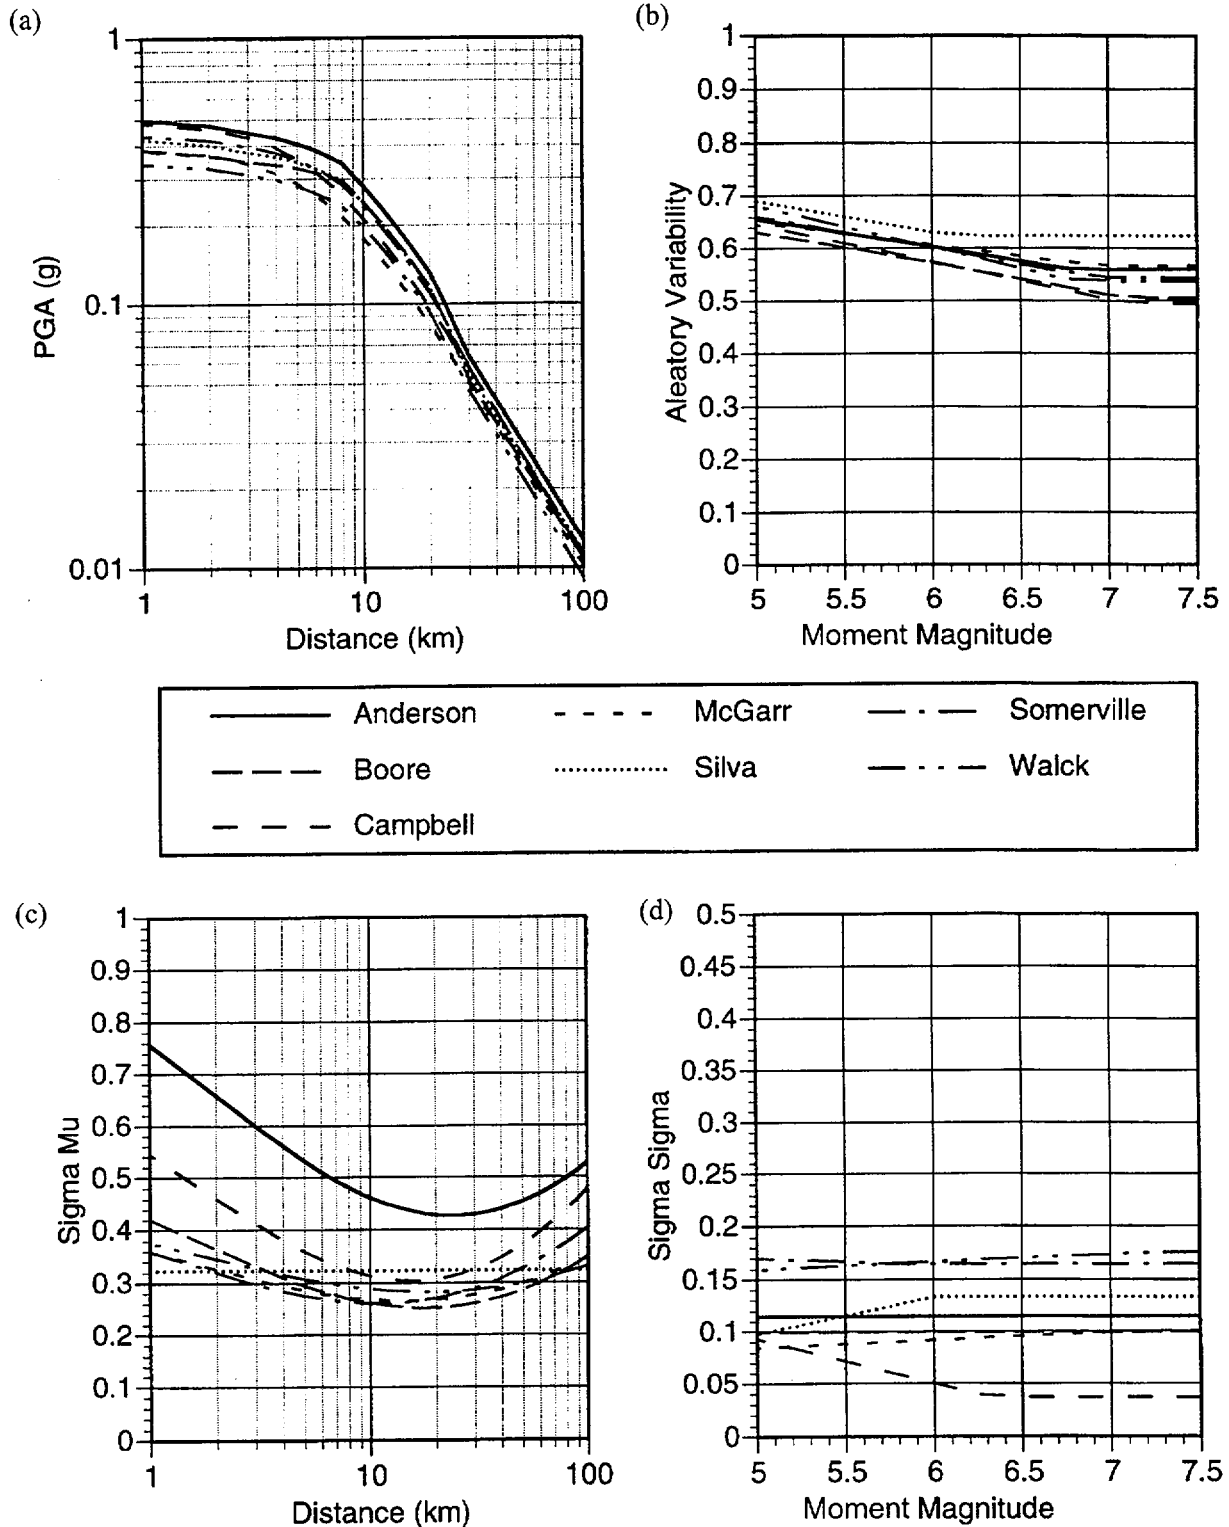 (a)
1
0.1
0.01
PGA (g)
1
10
100
Distance (km)
(b)
1
0.9
0.8
0.7
0.6
0.5
0.4
0.3
0.2
0.1
0
Aleatory Variability
5
5.5
6
6.5
7
7.5
Moment Magnitude
Anderson
McGarr
Somerville
Boore
Silva
Walck
Campbell
(c)
1
0.9
0.8
0.7
0.6
0.5
0.4
0.3
0.2
0.1
0
Sigma Mu
1
10
100
Distance (km)
(d)
0.5
0.45
0.4
0.35
0.3
0.25
0.2
0.15
0.1
0.05
0
Sigma Sigma
5
5.5
6
6.5
7
7.5
Moment Magnitude